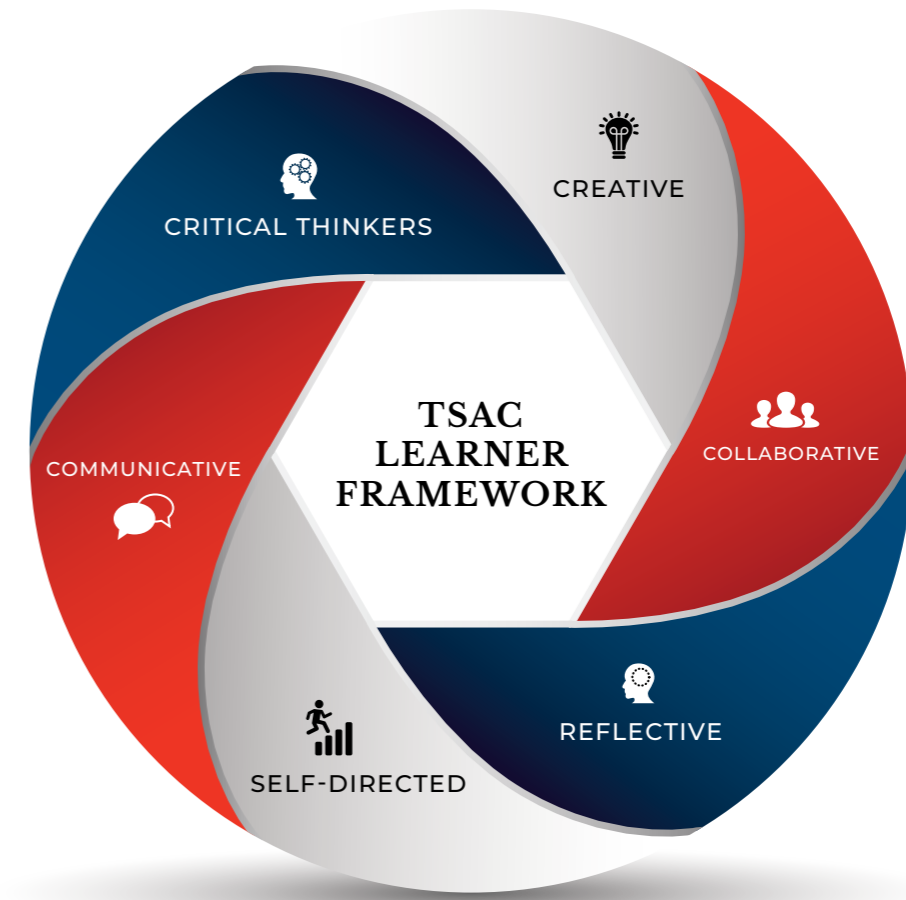 CREATIVE
CRITICAL THINKERS
TSAC
LEARNER
FRAMEWORK
COLLABORATIVE
COMMUNICATIVE
REFLECTIVE
SELF-DIRECTED